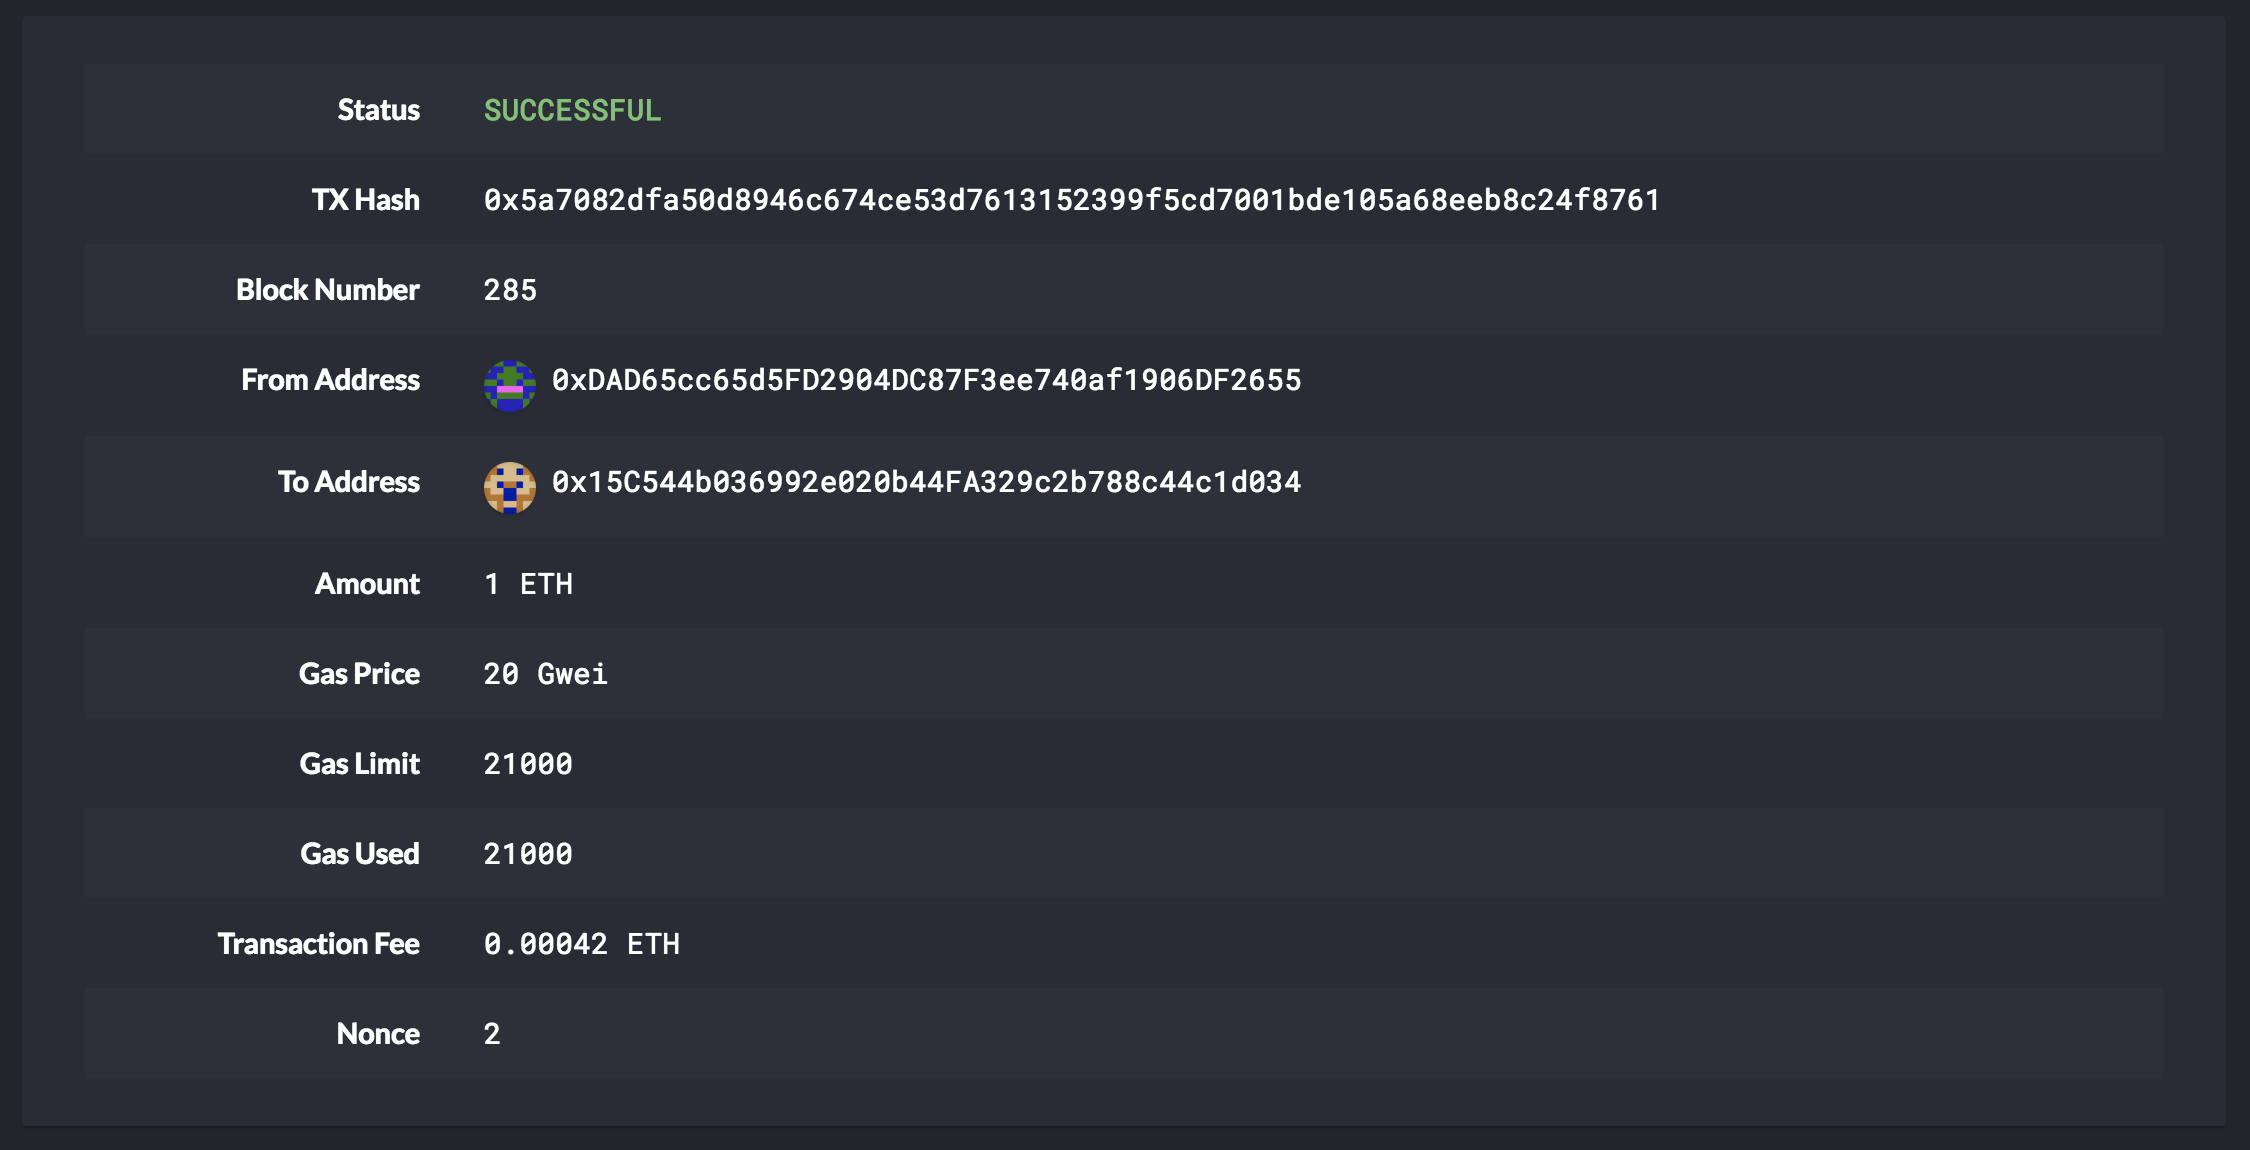 Status SUCCESSFUL
TX Hash 0x5a7082dfa50d8946c674ce53d7613152399f5cd7001bde105a68eeb8c24f8761
Block Number 285
From Address 0xDAD65cc65d5FD2904DC87F3ee740af1906DF2655
To Address 0x15C544b036992e020b44FA329c2b788c44c1d034
Amount 1 ETH
Gas Price 20 Gwei
Gas Limit 21000
Gas Used 21000
Transaction Fee 0.00042 ETH
Nonce 2